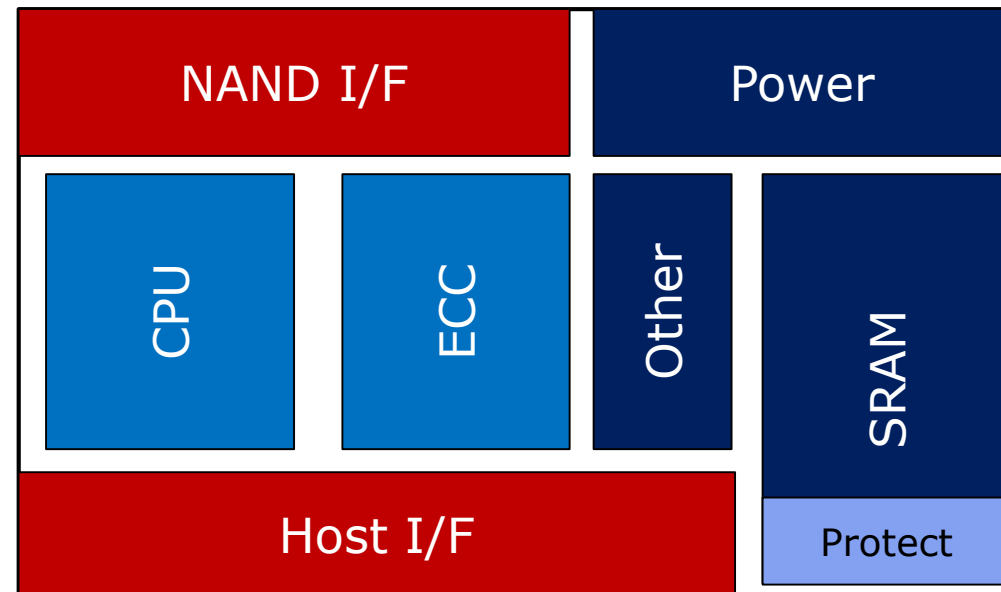 NAND I/F
Power
CPU
ECC
Other
SRAM
Host I/F
Protect